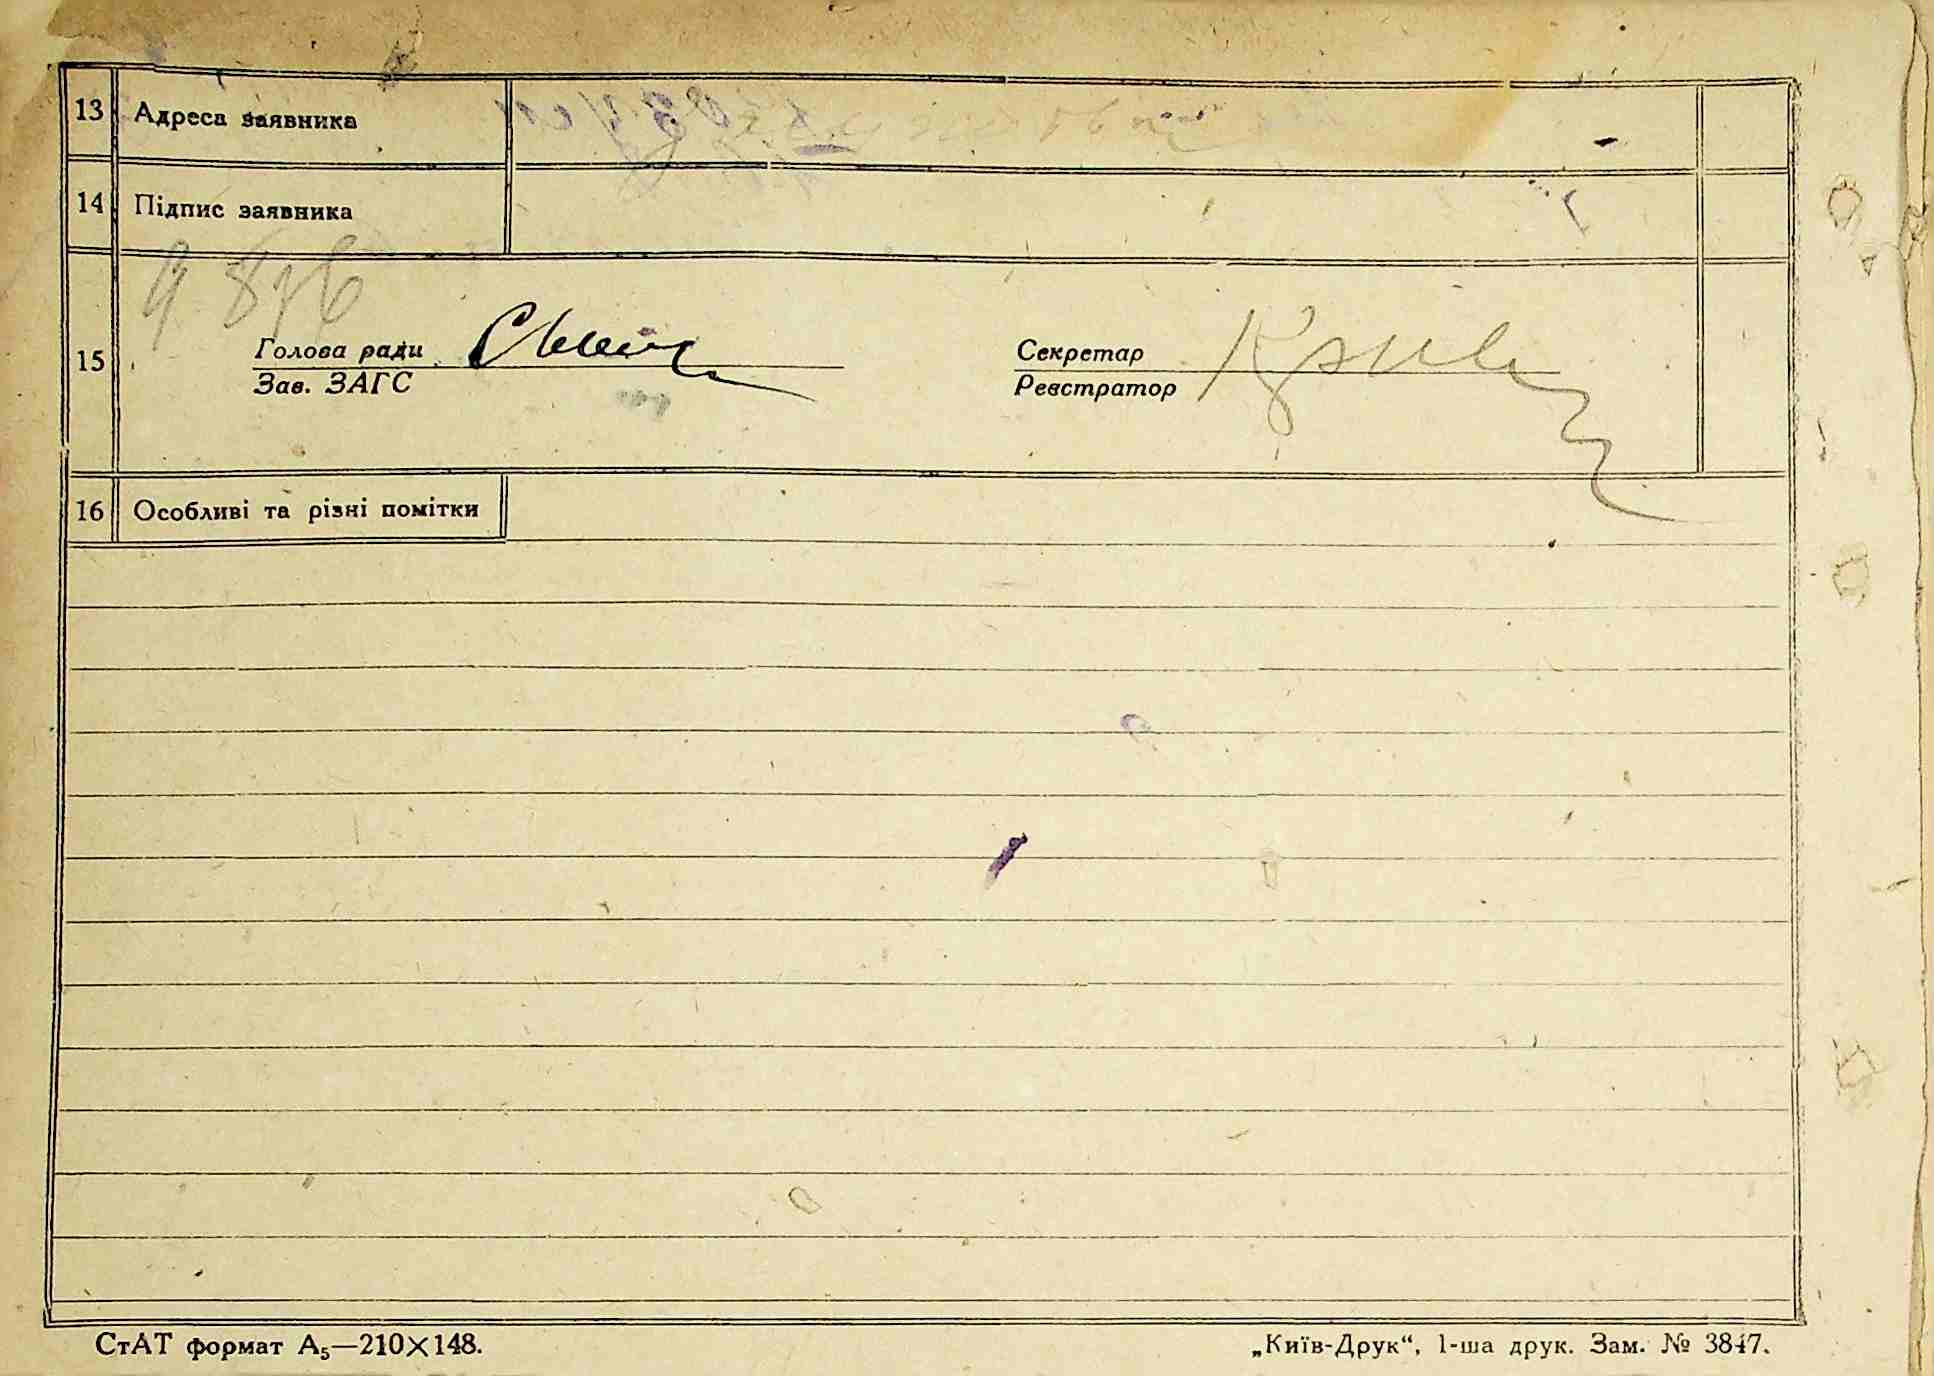 13 Адреса заявника
14 Підпис заявника
15 Голова ради Секретар
Зав. ЗАГС Реєстратор
16 Особливі та різні помітки
СтАТ формат А₅—210×148. „Київ-Друк“, 1-ша друк. Зам. № 3847.